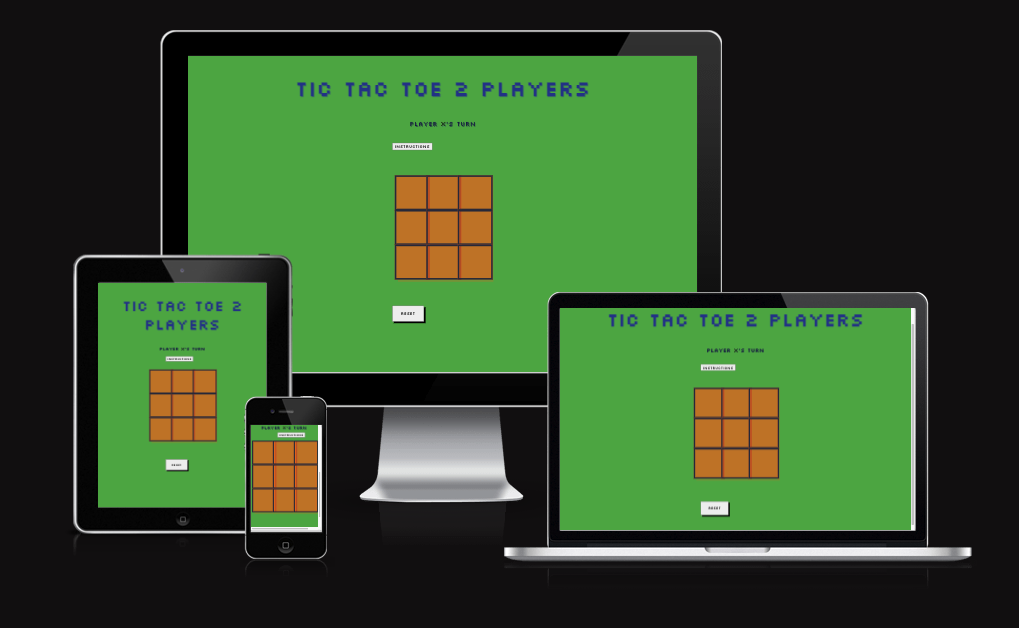 TIC TAC TOE 2 PLAYERS
PLAYER X'S TURN
INSTRUCTIONS
RESET
TIC TAC TOE 2
PLAYERS
PLAYER X'S TURN
INSTRUCTIONS
RESET
PLAYER X'S TURN
INSTRUCTIONS
TIC TAC TOE 2 PLAYERS
PLAYER X'S TURN
INSTRUCTIONS
RESET